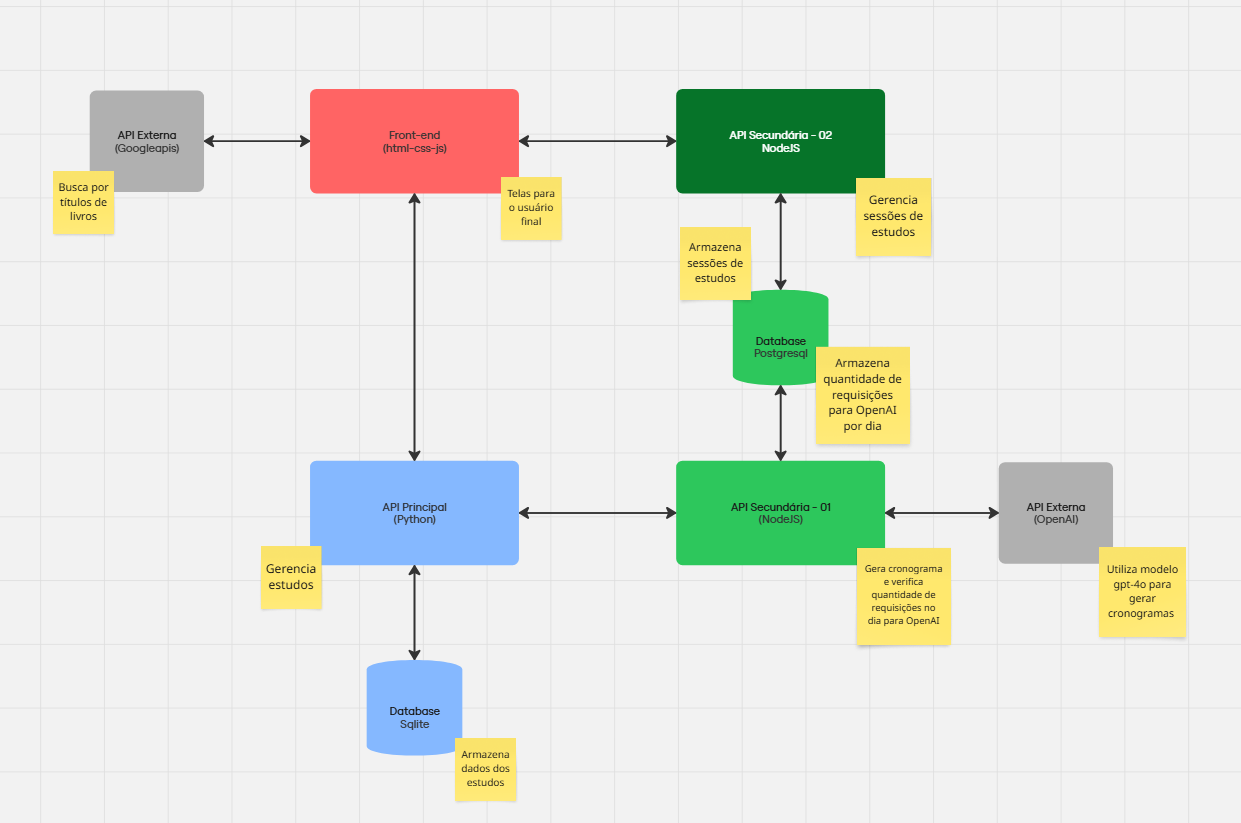 API Externa
(Googleapis)
Busca por
títulos de
livros
Front-end
(html-css-js)
Telas para
o usuário
final
API Secundária - 02
NodeJS
Gerencia
sessões de
estudos
Armazena
sessões de
estudos
Database
Postgresql
Armazena
quantidade de
requisições
para OpenAI
por dia
API Principal
(Python)
Gerencia
estudos
API Secundária - 01
(NodeJS)
Gera cronograma
e verifica
quantidade de
requisições no
dia para OpenAI
API Externa
(OpenAI)
Utiliza modelo
gpt-4o para
gerar
cronogramas
Database
Sqlite
Armazena
dados dos
estudos